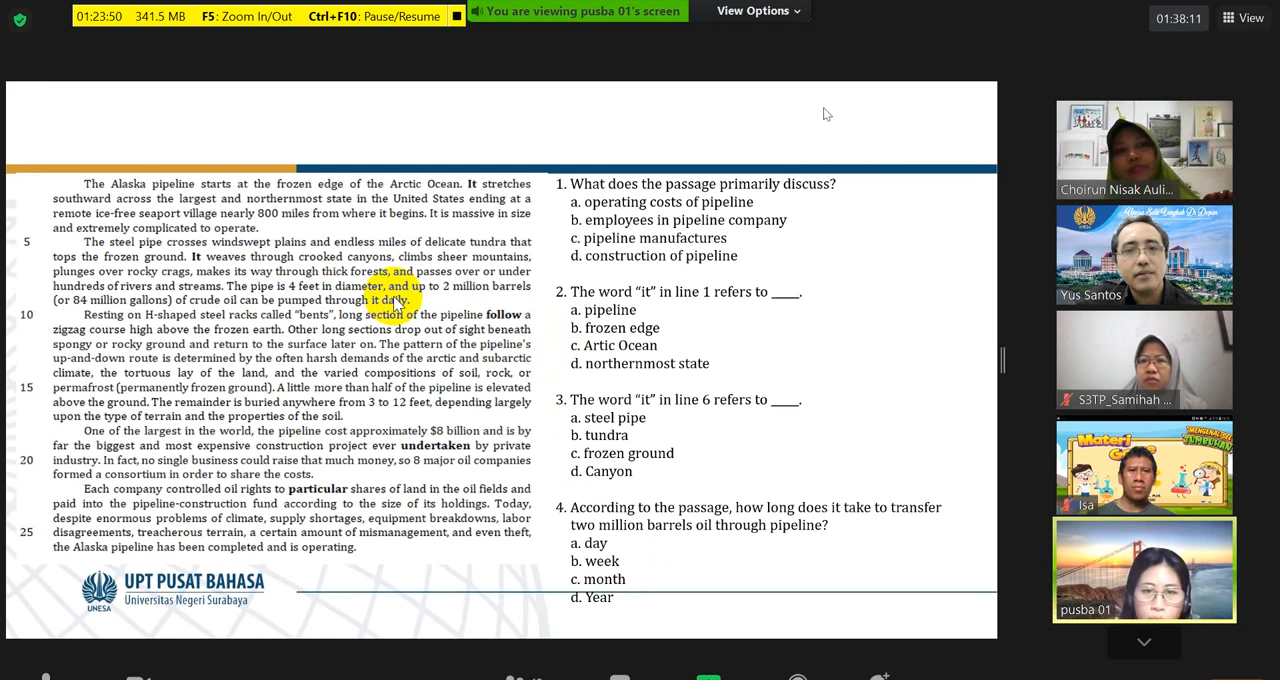 01:23:50 341.5 MB F5: Zoom In/Out Ctrl+F10: Pause/Resume
You are viewing pusba 01's screen
View Options
01:38:11
View
The Alaska pipeline starts at the frozen edge of the Arctic Ocean. It stretches
southward across the largest and northernmost state in the United States ending at a
remote ice-free seaport village nearly 800 miles from where it begins. It is massive in size
and extremely complicated to operate.
5 The steel pipe crosses windswept plains and endless miles of delicate tundra that
tops the frozen ground. It weaves through crooked canyons, climbs sheer mountains,
plunges over rocky crags, makes its way through thick forests, and passes over or under
hundreds of rivers and streams. The pipe is 4 feet in diameter, and up to 2 million barrels
(or 84 million gallons) of crude oil can be pumped through it daily.
10 Resting on H-shaped steel racks called "bents", long section of the pipeline follow a
zigzag course high above the frozen earth. Other long sections drop out of sight beneath
spongy or rocky ground and return to the surface later on. The pattern of the pipeline's
up-and-down route is determined by the often harsh demands of the arctic and subarctic
climate, the tortuous lay of the land, and the varied compositions of soil, rock, or
15 permafrost (permanently frozen ground). A little more than half of the pipeline is elevated
above the ground. The remainder is buried anywhere from 3 to 12 feet, depending largely
upon the type of terrain and the properties of the soil.
One of the largest in the world, the pipeline cost approximately $8 billion and is by
far the biggest and most expensive construction project ever undertaken by private
20 industry. In fact, no single business could raise that much money, so 8 major oil companies
formed a consortium in order to share the costs.
Each company controlled oil rights to particular shares of land in the oil fields and
paid into the pipeline-construction fund according to the size of its holdings. Today,
despite enormous problems of climate, supply shortages, equipment breakdowns, labor
25 disagreements, treacherous terrain, a certain amount of mismanagement, and even theft,
the Alaska pipeline has been completed and is operating.
1. What does the passage primarily discuss?
a. operating costs of pipeline
b. employees in pipeline company
c. pipeline manufactures
d. construction of pipeline
2. The word "it" in line 1 refers to ____.
a. pipeline
b. frozen edge
c. Artic Ocean
d. northernmost state
3. The word "it" in line 6 refers to ____.
a. steel pipe
b. tundra
c. frozen ground
d. Canyon
4. According to the passage, how long does it take to transfer
two million barrels oil through pipeline?
a. day
b. week
c. month
d. Year
UNESA
UPT PUSAT BAHASA
Universitas Negeri Surabaya
Choirun Nisak Auli...
UNESA
Yus Santos
S3TP_Samihah ...
Materi
MENGENAL
TUMBUHAN
Isa
pusba 01